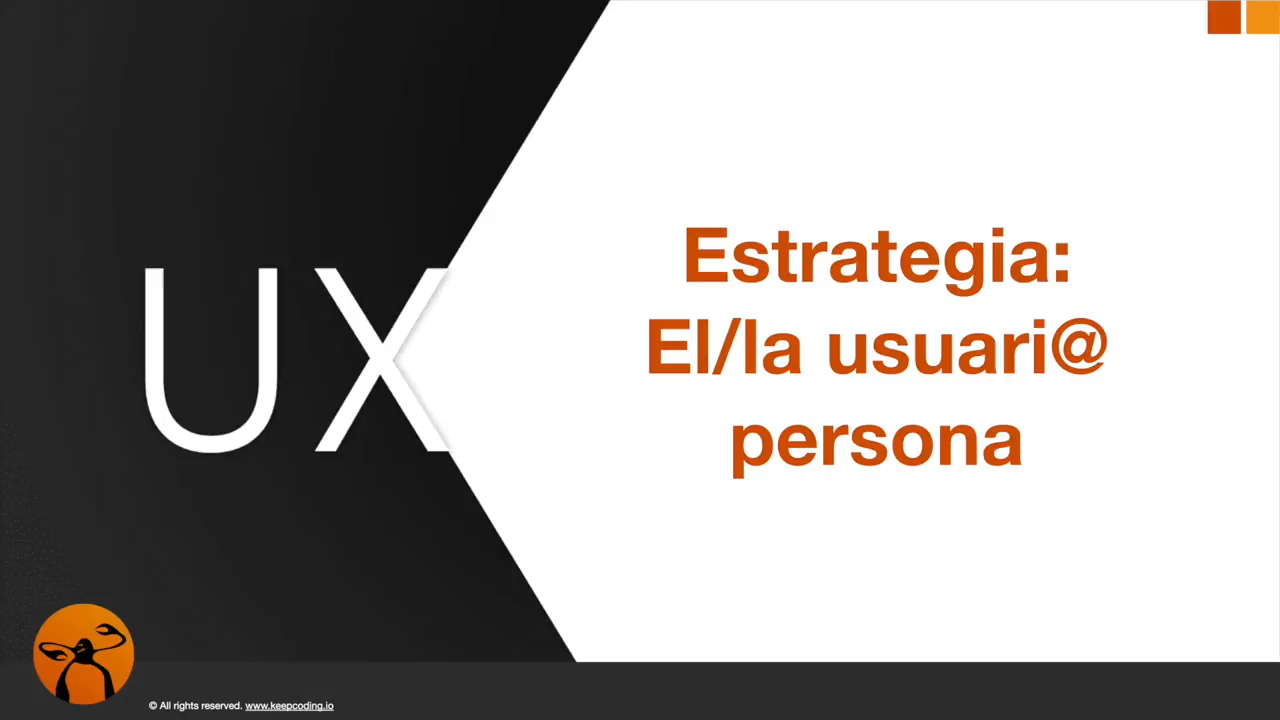 UX
Estrategia:
El/la usuari@
persona
© All rights reserved. www.keepcoding.io